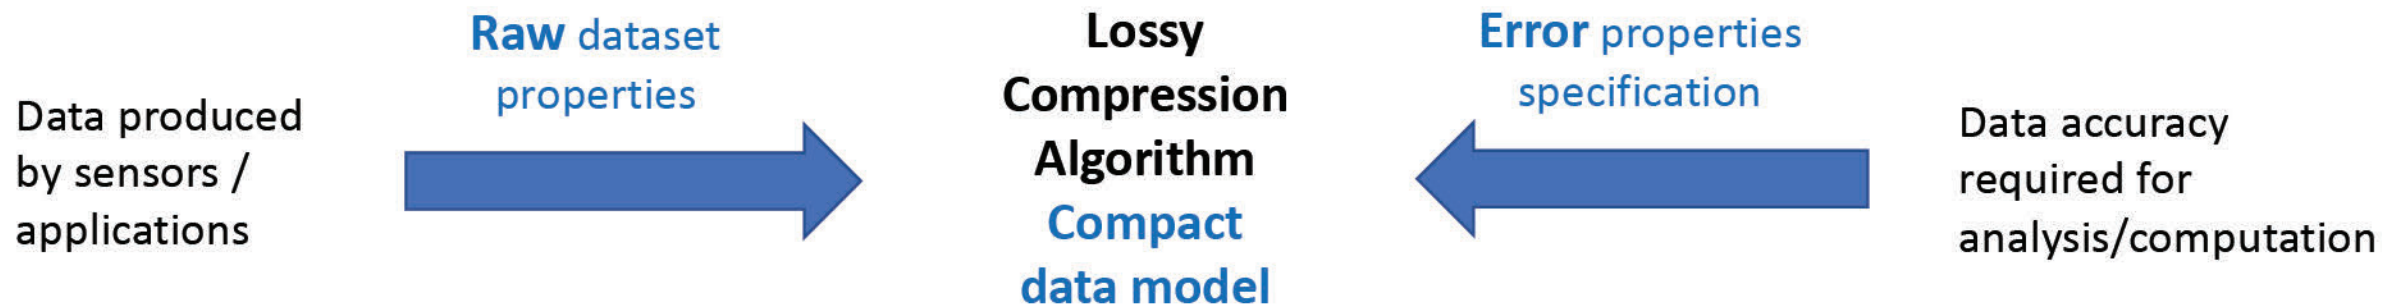 Data produced
by sensors /
applications
Raw dataset
properties
Lossy
Compression
Algorithm
Compact
data model
Error properties
specification
Data accuracy
required for
analysis/computation